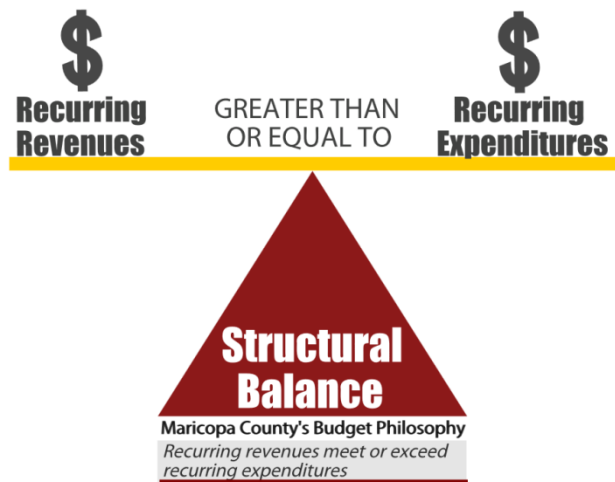 $ $
Recurring
Revenues
GREATER THAN
OR EQUAL TO
Recurring
Expenditures
Structural
Balance
Maricopa County's Budget Philosophy
Recurring revenues meet or exceed
recurring expenditures